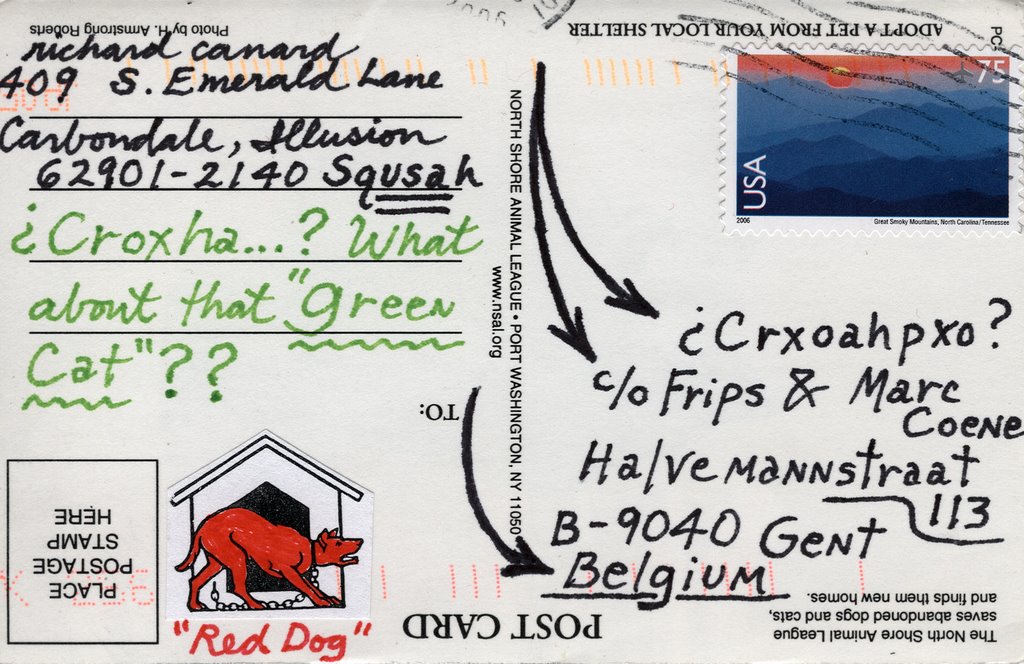 Photo by H. Armstrong Roberts
richard canard
409 S. Emerald Lane
Carbondale, Illusion
62901-2140 Squsah
¿Croxha...? What
about that "green
Cat"??
TO:
PLACE
POSTAGE
STAMP
HERE
"Red Dog"
NORTH SHORE ANIMAL LEAGUE • PORT WASHINGTON, NY 11050
www.nsal.org
ADOPT A PET FROM YOUR LOCAL SHELTER
PC
75
USA
2006
Great Smoky Mountains, North Carolina/Tennessee
¿Crxoahpxo?
c/o Frips & Marc
Coene
Halvemannstraat
113
B-9040 Gent
Belgium
POST CARD
The North Shore Animal League
saves abandoned dogs and cats,
and finds them new homes.